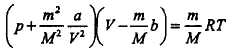 (p + m²/M² a/V²)(V − m/M b) = m/M RT